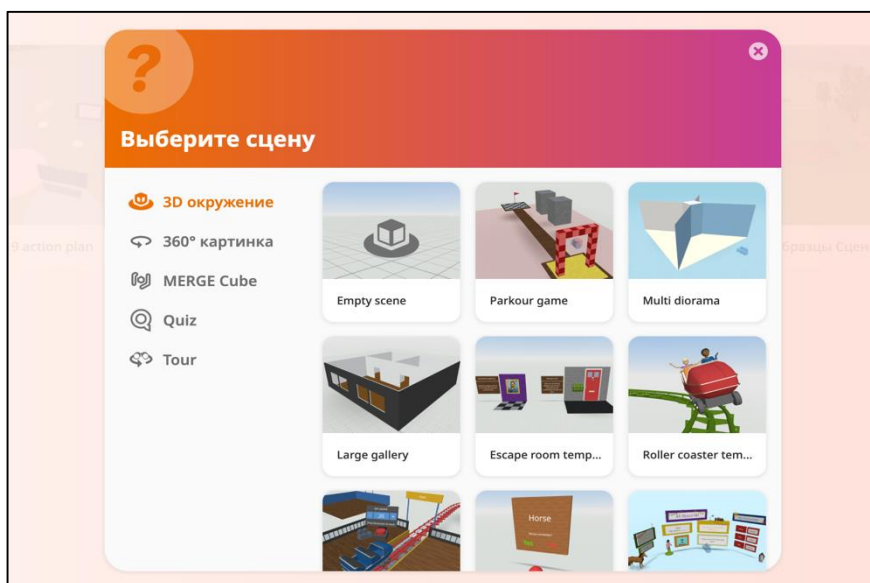 ?
Выберите сцену
3D окружение
360° картинка
MERGE Cube
Quiz
Tour
Empty scene
Parkour game
Multi diorama
Large gallery
Escape room temp...
Roller coaster tem...
Horse
9 action plan
бразцы Сцен